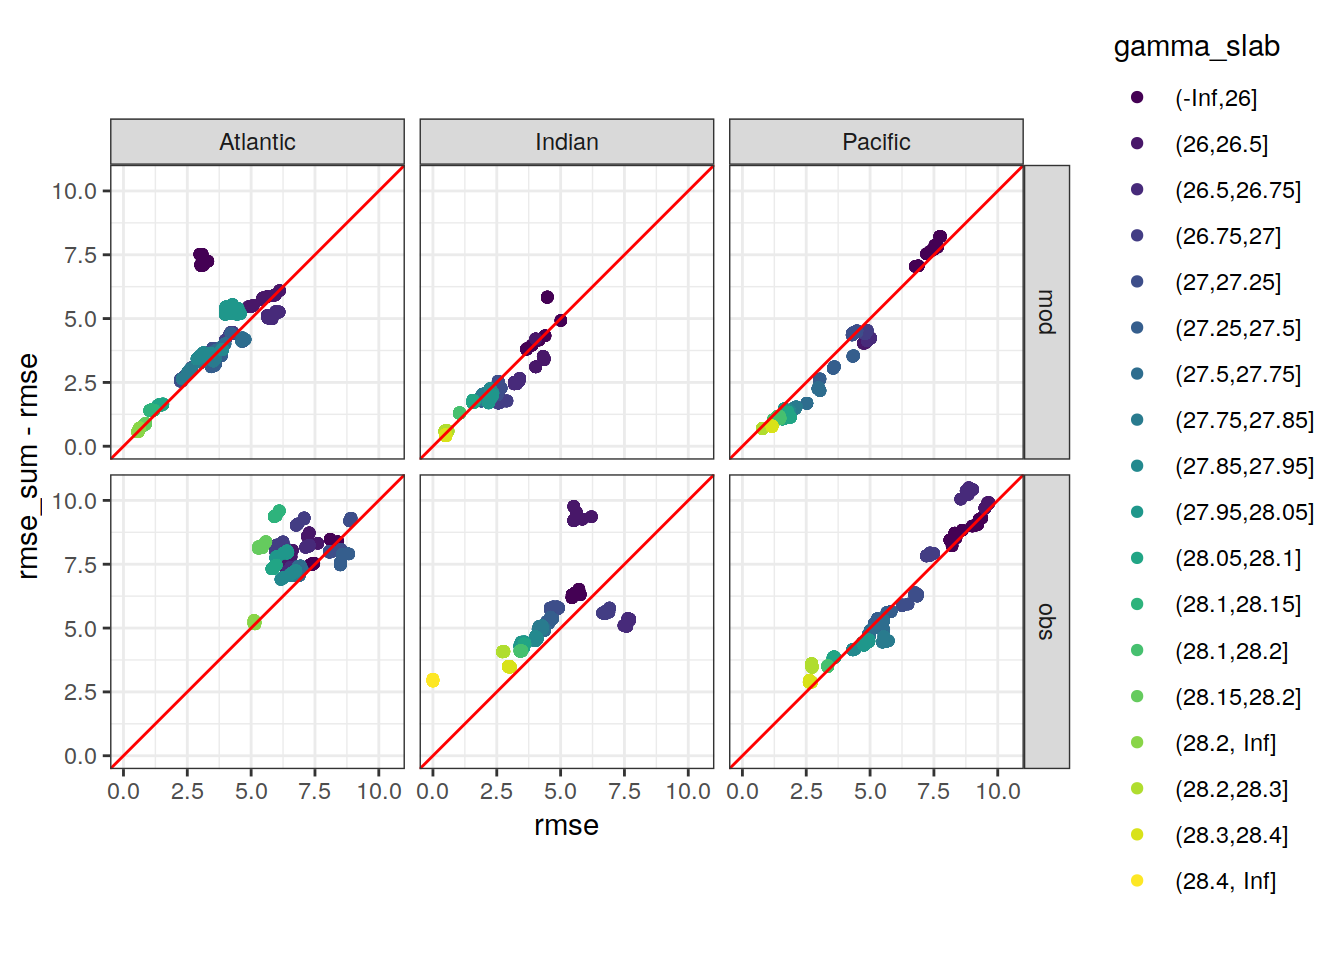 gamma_slab
(-Inf,26]
(26,26.5]
(26.5,26.75]
(26.75,27]
(27,27.25]
(27.25,27.5]
(27.5,27.75]
(27.75,27.85]
(27.85,27.95]
(27.95,28.05]
(28.05,28.1]
(28.1,28.15]
(28.1,28.2]
(28.15,28.2]
(28.2, Inf]
(28.2,28.3]
(28.3,28.4]
(28.4, Inf]
Atlantic Indian Pacific
10.0
7.5
5.0
2.5
0.0
mod
rmse_sum - rmse
10.0
7.5
5.0
2.5
0.0
obs
0.0 2.5 5.0 7.5 10.0 0.0 2.5 5.0 7.5 10.0 0.0 2.5 5.0 7.5 10.0
rmse